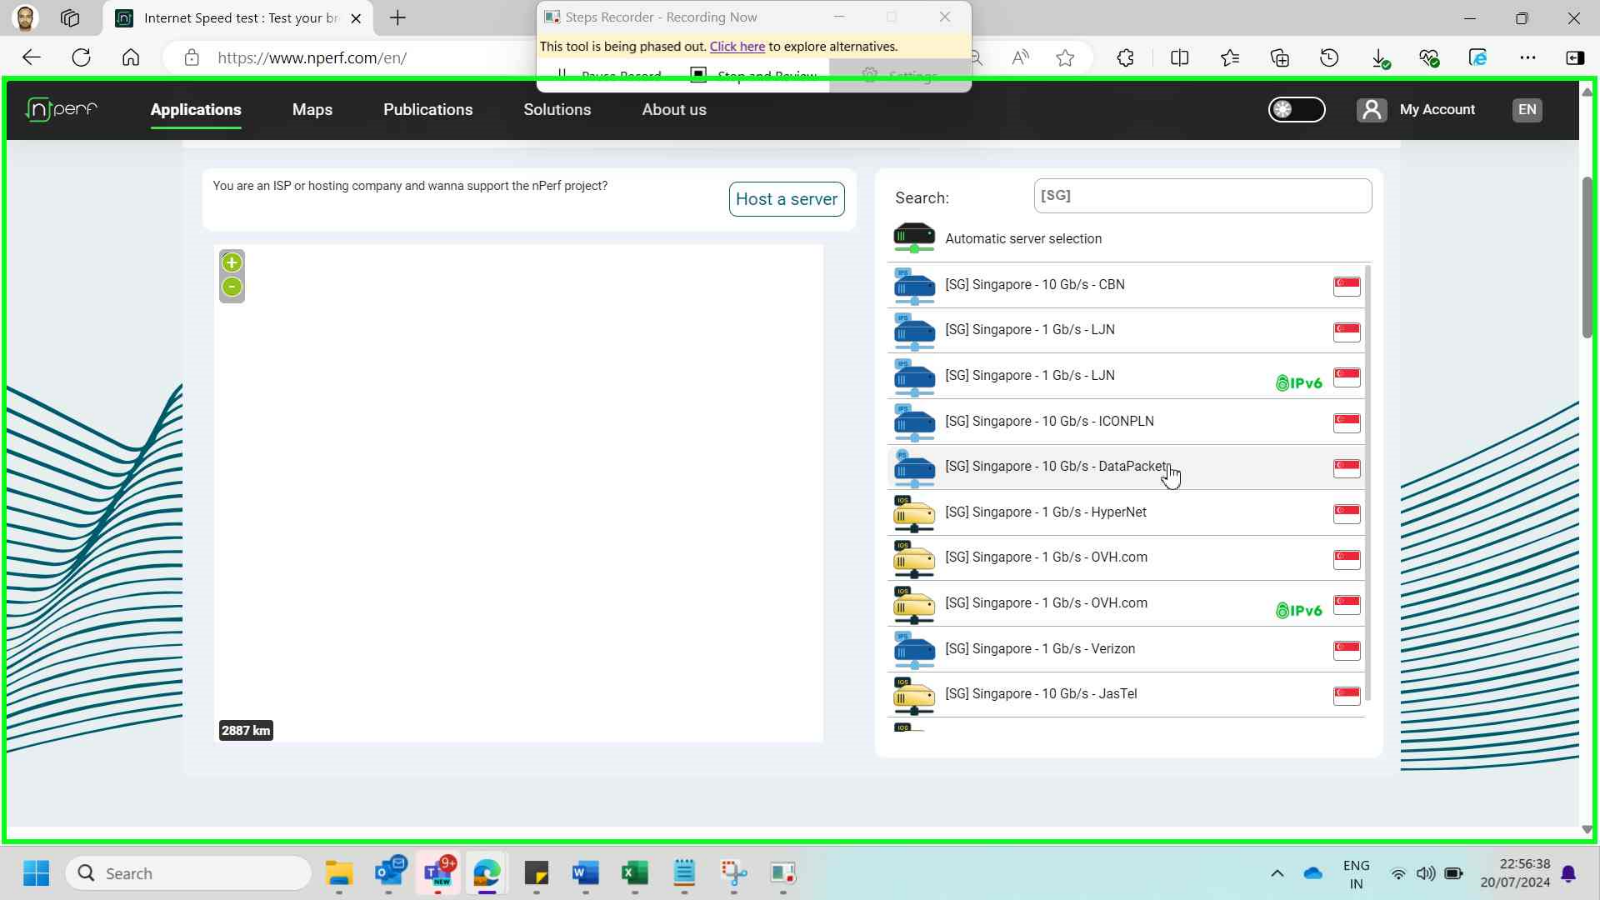 Internet Speed test : Test your br
Steps Recorder - Recording Now
This tool is being phased out. Click here to explore alternatives.
https://www.nperf.com/en/
Pause Record
Stop and Review
Settings
nperf
Applications
Maps
Publications
Solutions
About us
My Account
EN
You are an ISP or hosting company and wanna support the nPerf project?
Host a server
Search:
[SG]
Automatic server selection
[SG] Singapore - 10 Gb/s - CBN
[SG] Singapore - 1 Gb/s - LJN
[SG] Singapore - 1 Gb/s - LJN
IPv6
[SG] Singapore - 10 Gb/s - ICONPLN
[SG] Singapore - 10 Gb/s - DataPacket
[SG] Singapore - 1 Gb/s - HyperNet
[SG] Singapore - 1 Gb/s - OVH.com
[SG] Singapore - 1 Gb/s - OVH.com
IPv6
[SG] Singapore - 1 Gb/s - Verizon
[SG] Singapore - 10 Gb/s - JasTel
2887 km
Search
9+
NEW
ENG
IN
22:56:38
20/07/2024